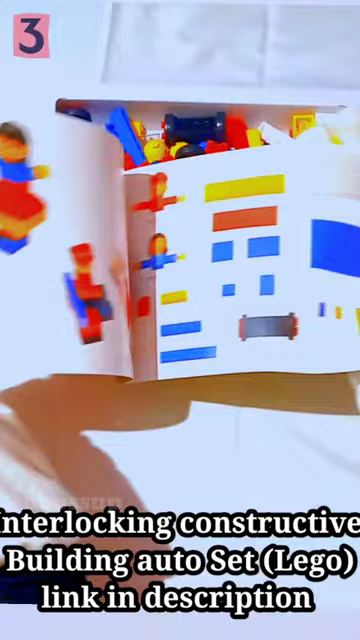 3
Interlocking constructive
Building auto Set (Lego)
link in description